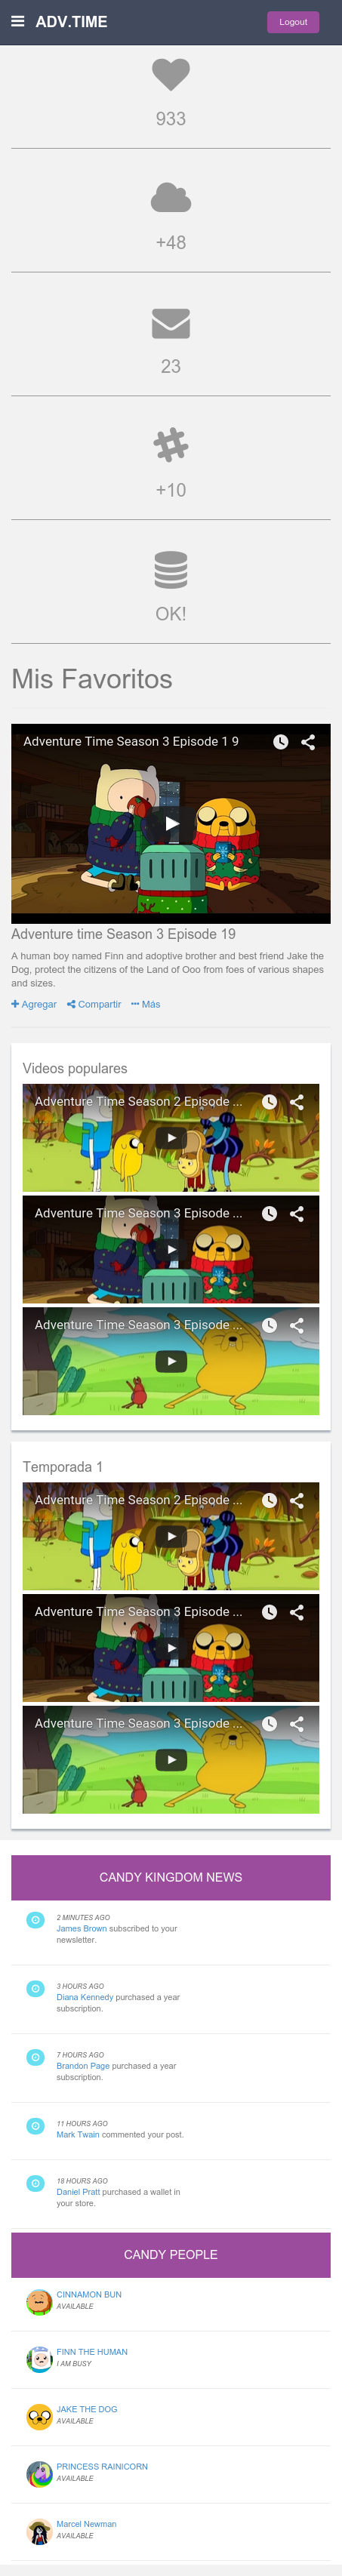 ADV.TIME
Logout
933
+48
23
+10
OK!
Mis Favoritos
Adventure Time Season 3 Episode 1 9
Adventure time Season 3 Episode 19
A human boy named Finn and adoptive brother and best friend Jake the
Dog, protect the citizens of the Land of Ooo from foes of various shapes
and sizes.
Agregar Compartir Más
Videos populares
Adventure Time Season 2 Episode ...
Adventure Time Season 3 Episode ...
Adventure Time Season 3 Episode ...
Temporada 1
Adventure Time Season 2 Episode ...
Adventure Time Season 3 Episode ...
Adventure Time Season 3 Episode ...
CANDY KINGDOM NEWS
2 MINUTES AGO
James Brown subscribed to your
newsletter.
3 HOURS AGO
Diana Kennedy purchased a year
subscription.
7 HOURS AGO
Brandon Page purchased a year
subscription.
11 HOURS AGO
Mark Twain commented your post.
18 HOURS AGO
Daniel Pratt purchased a wallet in
your store.
CANDY PEOPLE
CINNAMON BUN
AVAILABLE
FINN THE HUMAN
I AM BUSY
JAKE THE DOG
AVAILABLE
PRINCESS RAINICORN
AVAILABLE
Marcel Newman
AVAILABLE